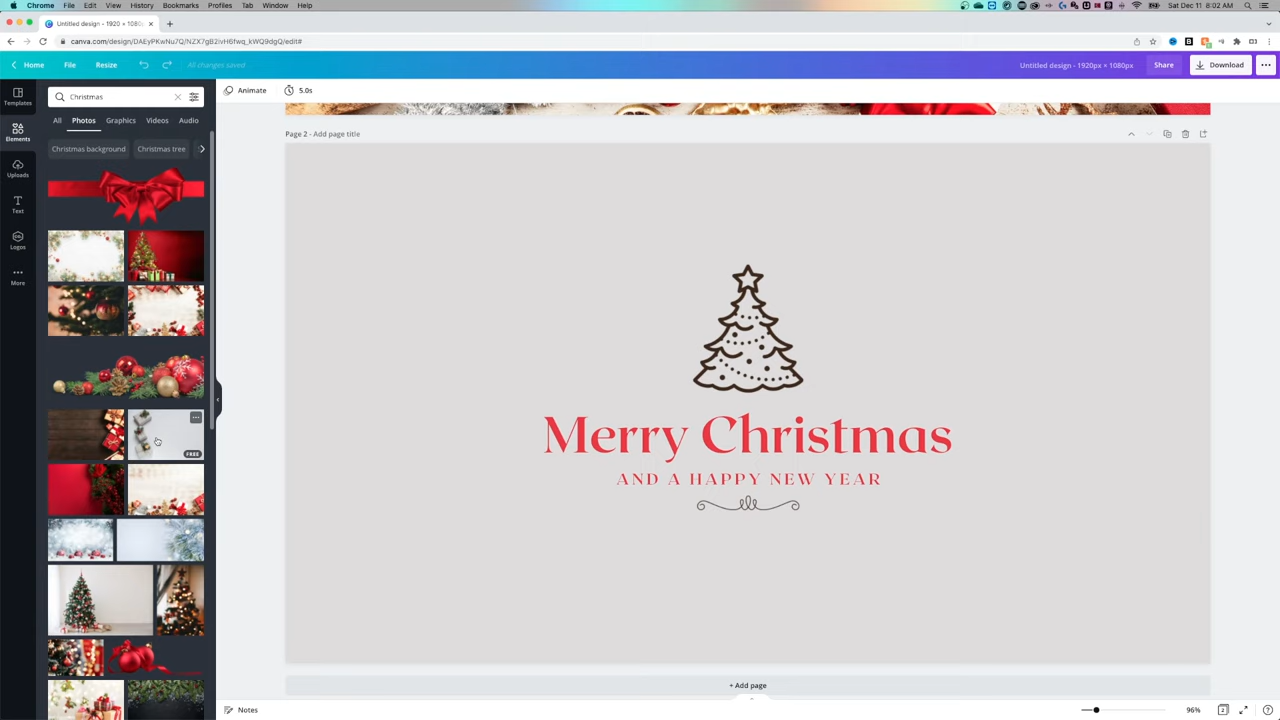 Chrome File Edit View History Bookmarks Profiles Tab Window Help
Sat Dec 11 8:02 AM
Untitled design - 1920 × 1080
canva.com/design/DAEyPKwNu7Q/NZX7gB2ivH6fwq_kWQ9dgQ/edit#
Home File Resize All changes saved Untitled design - 1920px × 1080px Share Download
Templates
Elements
Uploads
Text
Logos
More
Christmas
All Photos Graphics Videos Audio
Christmas background Christmas tree
FREE
Animate 5.0s
Page 2 - Add page title
Merry Christmas
AND A HAPPY NEW YEAR
+ Add page
Notes
96%
2